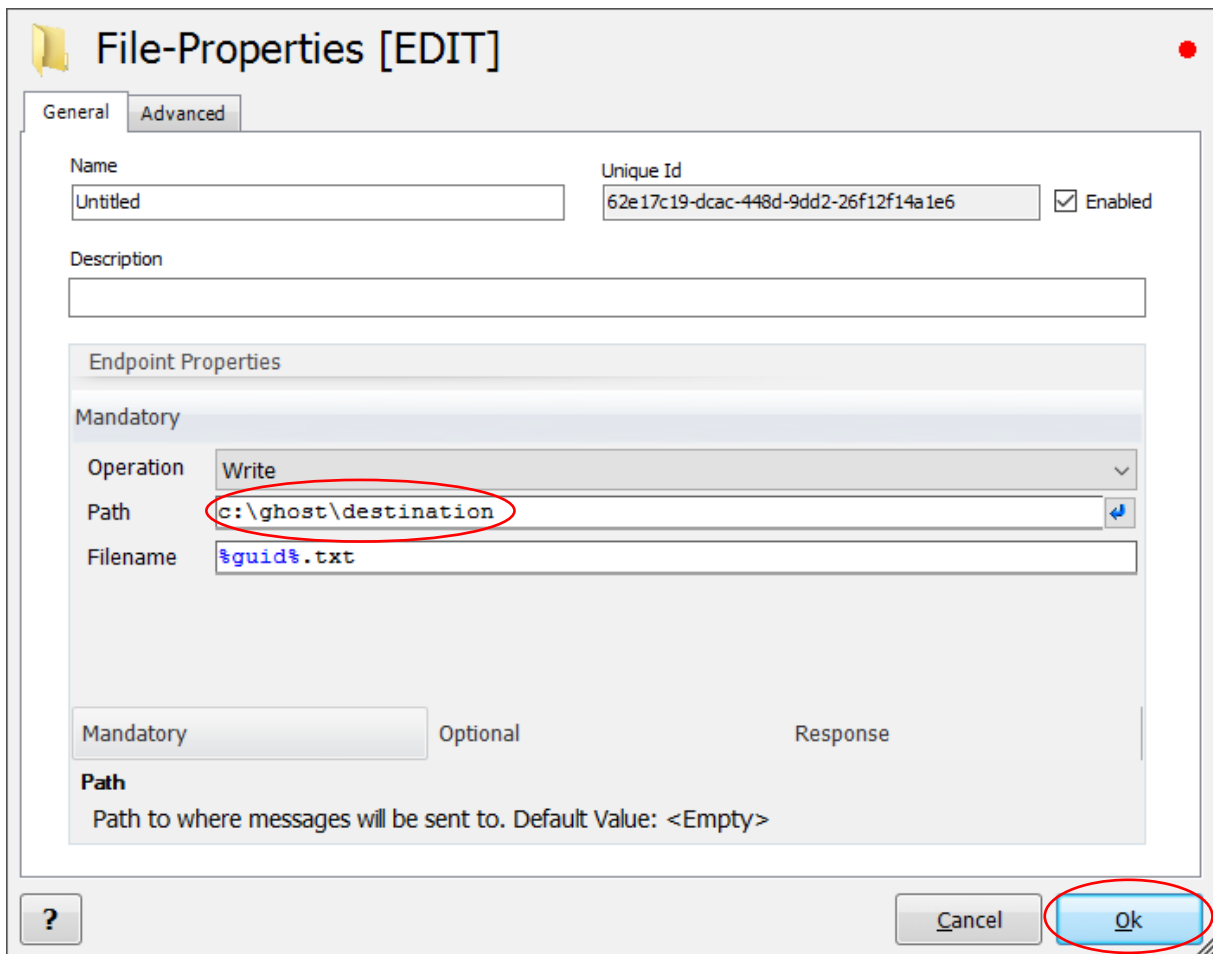 File-Properties [EDIT]
General Advanced
Name
Unique Id
Untitled
62e17c19-dcac-448d-9dd2-26f12f14a1e6
Enabled
Description
Endpoint Properties
Mandatory
Operation Write
Path c:\ghost\destination
Filename %guid%.txt
Mandatory Optional Response
Path
Path to where messages will be sent to. Default Value: <Empty>
? Cancel Ok